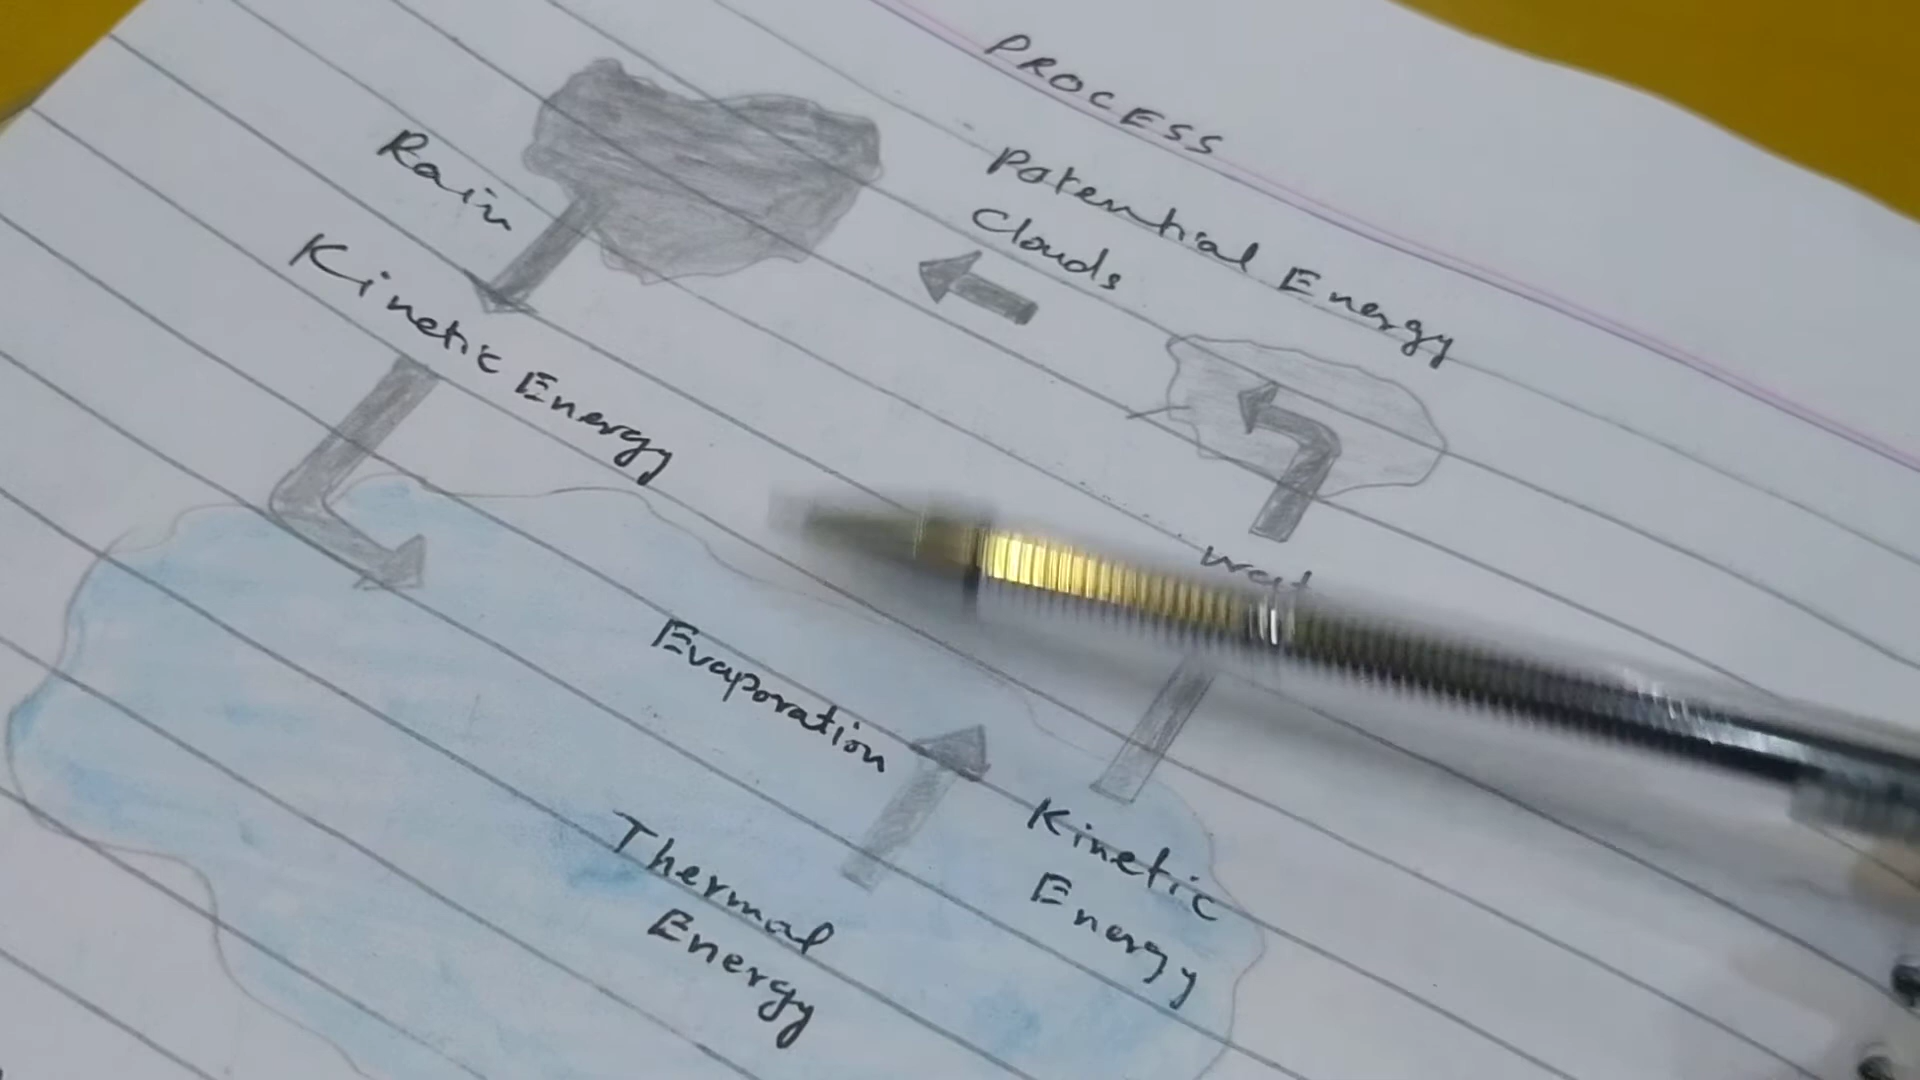 PROCESS
Potential Energy
Clouds
Rain
Kinetic Energy
Evaporation
Thermal
Energy
Kinetic
Energy